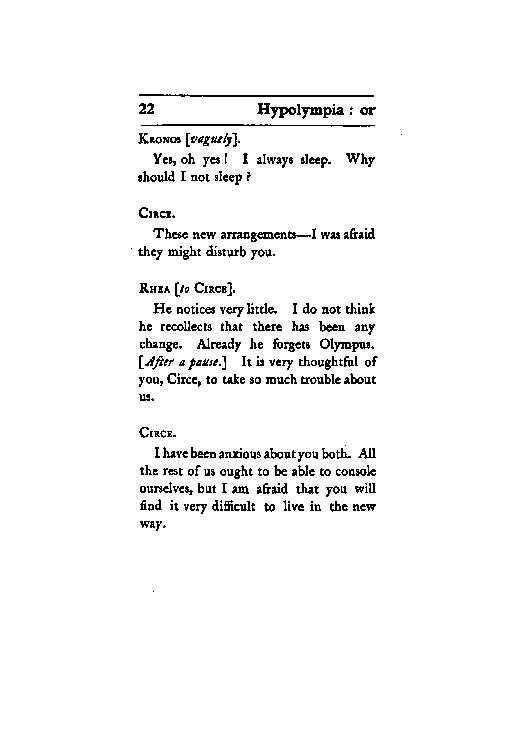 22 Hypolympia : or
KRONOS [vaguely].
Yes, oh yes! I always sleep. Why
should I not sleep?
CIRCE.
These new arrangements—I was afraid
they might disturb you.
RHEA [to CIRCE].
He notices very little. I do not think
he recollects that there has been any
change. Already he forgets Olympus.
[After a pause.] It is very thoughtful of
you, Circe, to take so much trouble about
us.
CIRCE.
I have been anxious about you both. All
the rest of us ought to be able to console
ourselves, but I am afraid that you will
find it very difficult to live in the new
way.